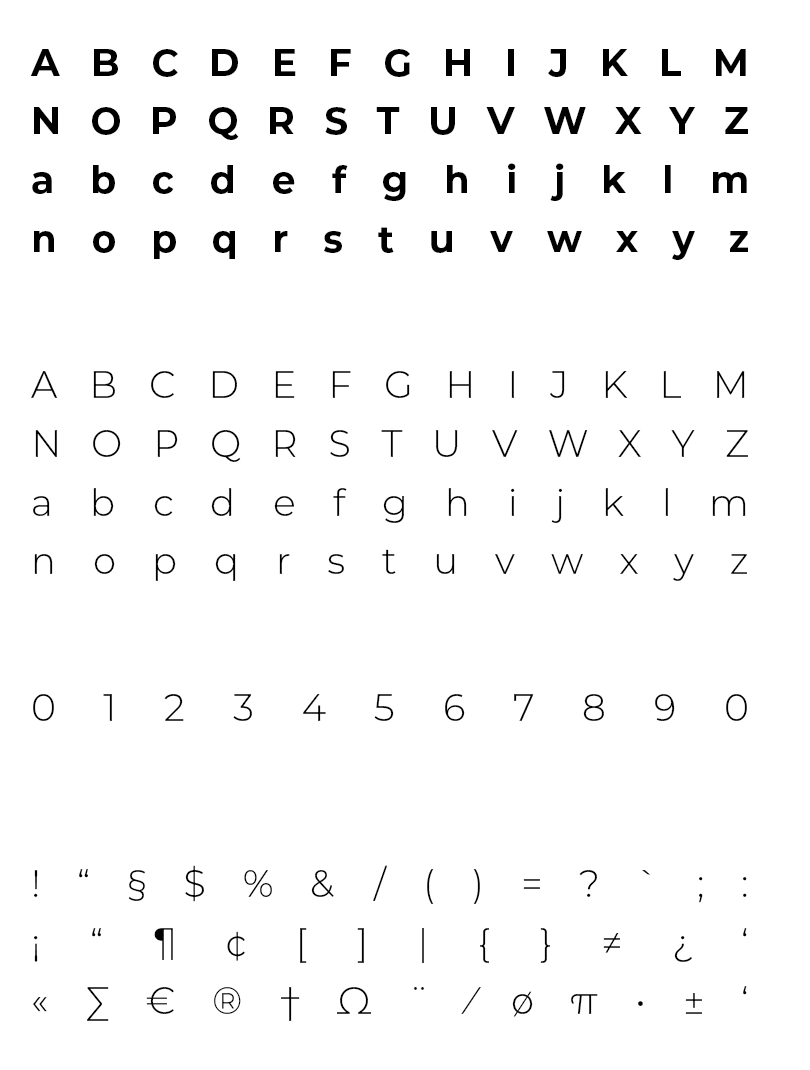 A B C D E F G H I J K L M
N O P Q R S T U V W X Y Z
a b c d e f g h i j k l m
n o p q r s t u v w x y z
A B C D E F G H I J K L M
N O P Q R S T U V W X Y Z
a b c d e f g h i j k l m
n o p q r s t u v w x y z
0 1 2 3 4 5 6 7 8 9 0
! “ § $ % & / ( ) = ? ` ; :
¡ “ ¶ ¢ [ ] | { } ≠ ¿ ‘
« ∑ € ® † Ω ¨ ⁄ ø π • ± ‘